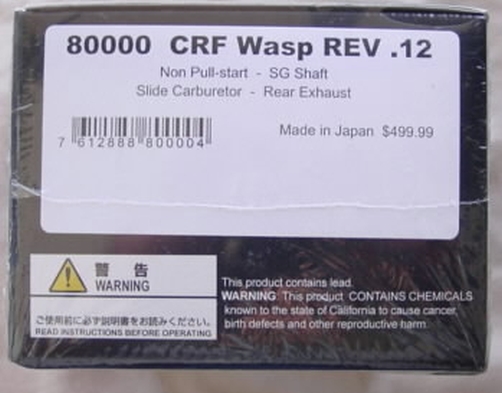 80000 CRF Wasp REV .12
Non Pull-start - SG Shaft
Slide Carburetor - Rear Exhaust
Made in Japan $499.99
7 612888 800004
警告
WARNING
ご使用前に必ず説明書をお読みください。
READ INSTRUCTIONS BEFORE OPERATING
This product contains lead.
WARNING: This product CONTAINS CHEMICALS
known to the state of California to cause cancer,
birth defects and other reproductive harm.